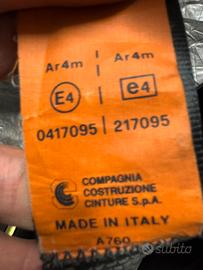 Ar4m | Ar4m
E4 | e4
0417095 | 217095
COMPAGNIA
COSTRUZIONE
CINTURE S.p.A.
MADE IN ITALY
A760
subito